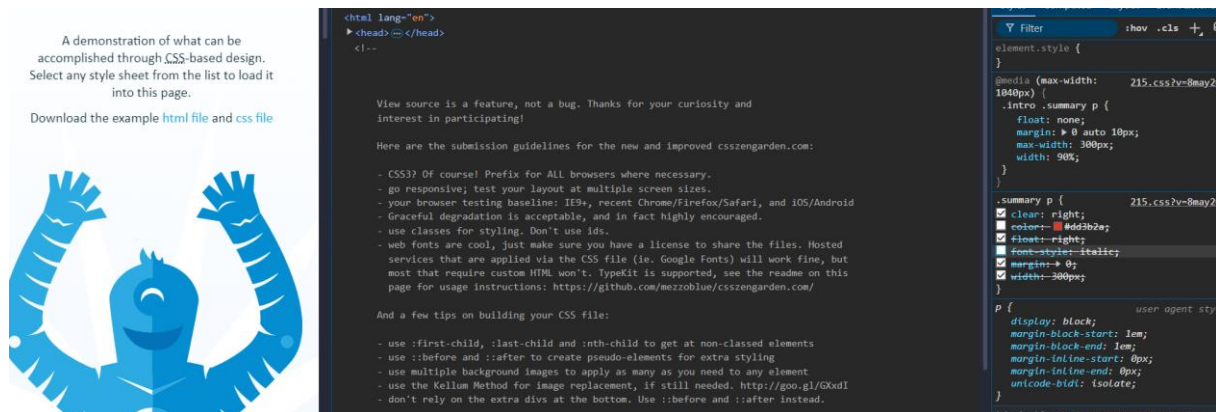 A demonstration of what can be
accomplished through CSS-based design.
Select any style sheet from the list to load it
into this page.
Download the example html file and css file
<html lang="en">
<head> </head>
<!--
View source is a feature, not a bug. Thanks for your curiosity and
interest in participating!
Here are the submission guidelines for the new and improved csszengarden.com:
- CSS3? Of course! Prefix for ALL browsers where necessary.
- go responsive; test your layout at multiple screen sizes.
- your browser testing baseline: IE9+, recent Chrome/Firefox/Safari, and iOS/Android
- Graceful degradation is acceptable, and in fact highly encouraged.
- use classes for styling. Don't use ids.
- web fonts are cool, just make sure you have a license to share the files. Hosted
services that are applied via the CSS file (ie. Google Fonts) will work fine, but
most that require custom HTML won't. TypeKit is supported, see the readme on this
page for usage instructions: https://github.com/mezzoblue/csszengarden.com/
And a few tips on building your CSS file:
- use :first-child, :last-child and :nth-child to get at non-classed elements
- use ::before and ::after to create pseudo-elements for extra styling
- use multiple background images to apply as many as you need to any element
- use the Kellum Method for image replacement, if still needed. http://goo.gl/GXxdI
- don't rely on the extra divs at the bottom. Use ::before and ::after instead.
Filter :hov .cls +
element.style {
}
@media (max-width: 215.css?v=8may2
1040px) {
.intro .summary p {
float: none;
margin: 0 auto 10px;
max-width: 300px;
width: 90%;
}
}
.summary p { 215.css?v=8may2
clear: right;
color: #dd3b2a;
float: right;
font-style: italic;
margin: 0;
width: 300px;
}
p { user agent sty
display: block;
margin-block-start: 1em;
margin-block-end: 1em;
margin-inline-start: 0px;
margin-inline-end: 0px;
unicode-bidi: isolate;
}